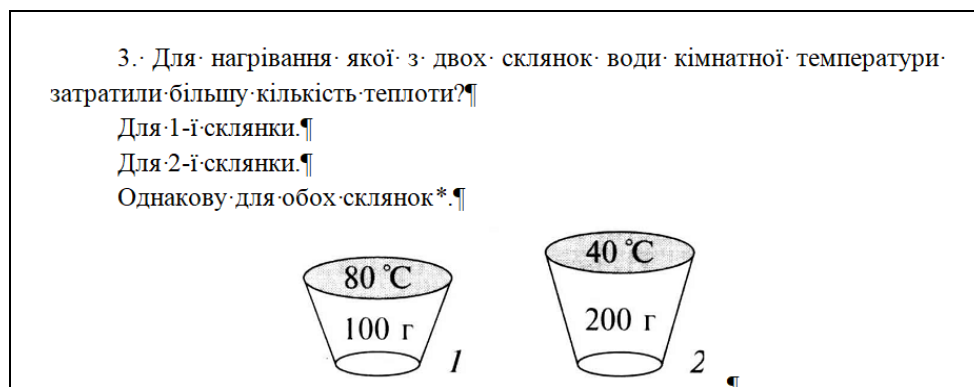 3.· Для· нагрівання· якої· з· двох· склянок· води· кімнатної· температури·
затратили·більшу·кількість·теплоти?¶
Для·1-ї·склянки.¶
Для·2-ї·склянки.¶
Однакову·для·обох·склянок*.¶
80 °С 40 °С
100 г 200 г
1 2 ¶